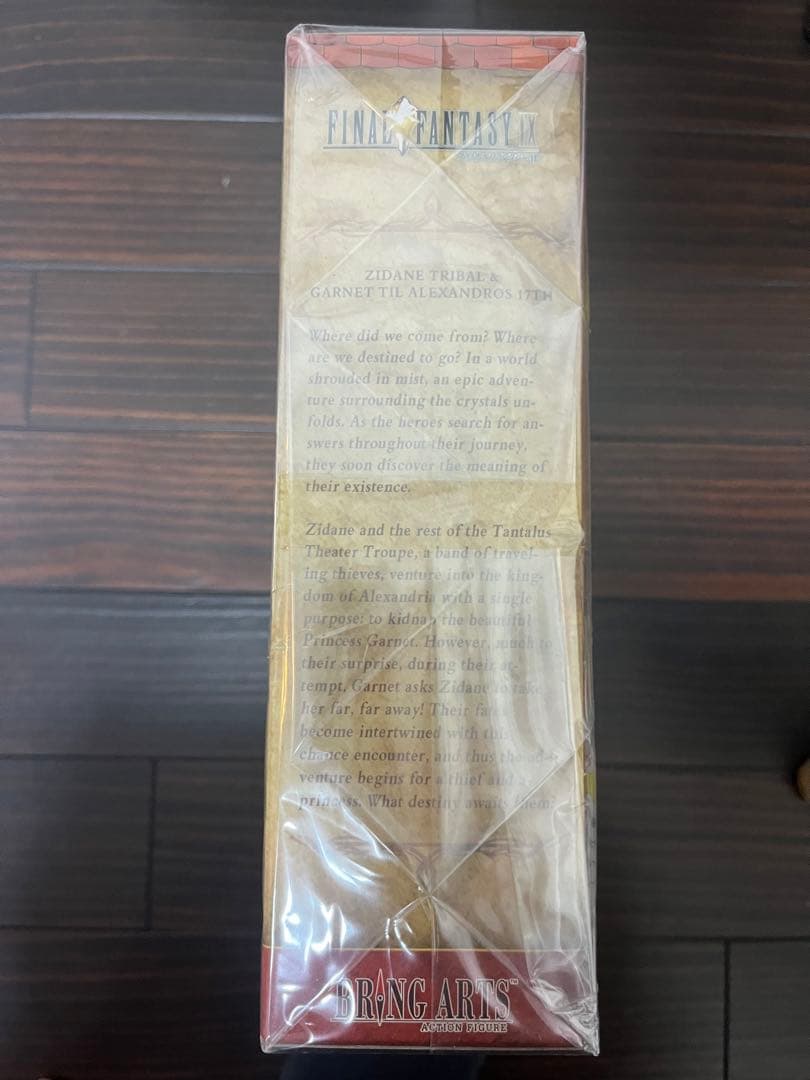 FINAL FANTASY IX
ZIDANE TRIBAL &
GARNET TIL ALEXANDROS 17TH
Where did we come from? Where
are we destined to go? In a world
shrouded in mist, an epic adven-
ture surrounding the crystals un-
folds. As the heroes search for an-
swers throughout their journey,
they soon discover the meaning of
their existence.
Zidane and the rest of the Tantalus
Theater Troupe, a band of travel-
ing thieves, venture into the king-
dom of Alexandria with a single
purpose: to kidnap the beautiful
Princess Garnet. However, much to
their surprise, during their at-
tempt, Garnet asks Zidane to take
her far, far away! Their fates
become intertwined with this
chance encounter, and thus the ad-
venture begins for a thief and a
princess. What destiny awaits them?
BRING ARTS™
ACTION FIGURE